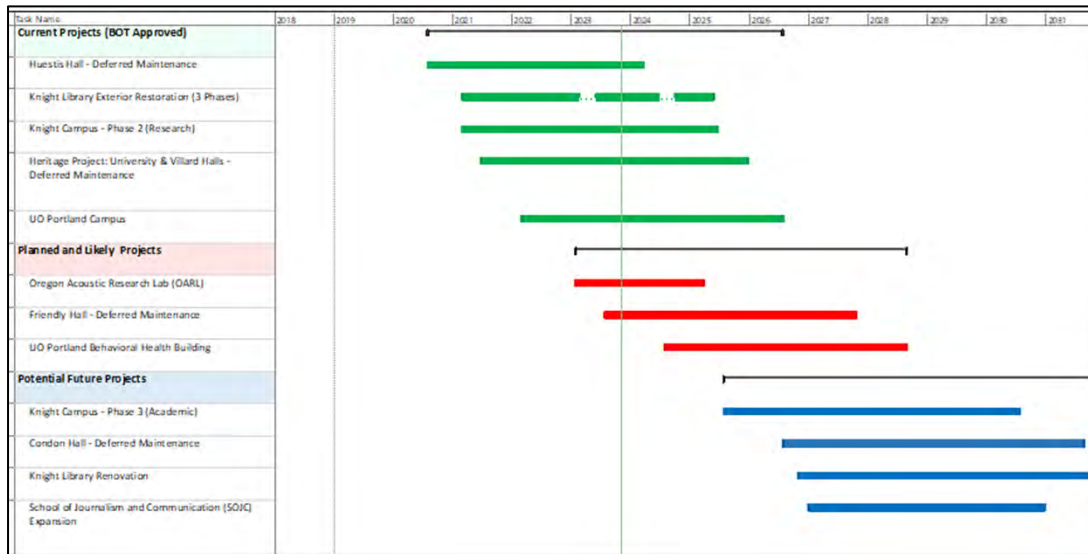 Task Name 2018 2019 2020 2021 2022 2023 2024 2025 2026 2027 2028 2029 2030 2031
Current Projects (BOT Approved)
Huestis Hall - Deferred Maintenance
Knight Library Exterior Restoration (3 Phases)
Knight Campus - Phase 2 (Research)
Heritage Project: University & Villard Halls -
Deferred Maintenance
UO Portland Campus
Planned and Likely Projects
Oregon Acoustic Research Lab (OARL)
Friendly Hall - Deferred Maintenance
UO Portland Behavioral Health Building
Potential Future Projects
Knight Campus - Phase 3 (Academic)
Condon Hall - Deferred Maintenance
Knight Library Renovation
School of Journalism and Communication (SOJC)
Expansion